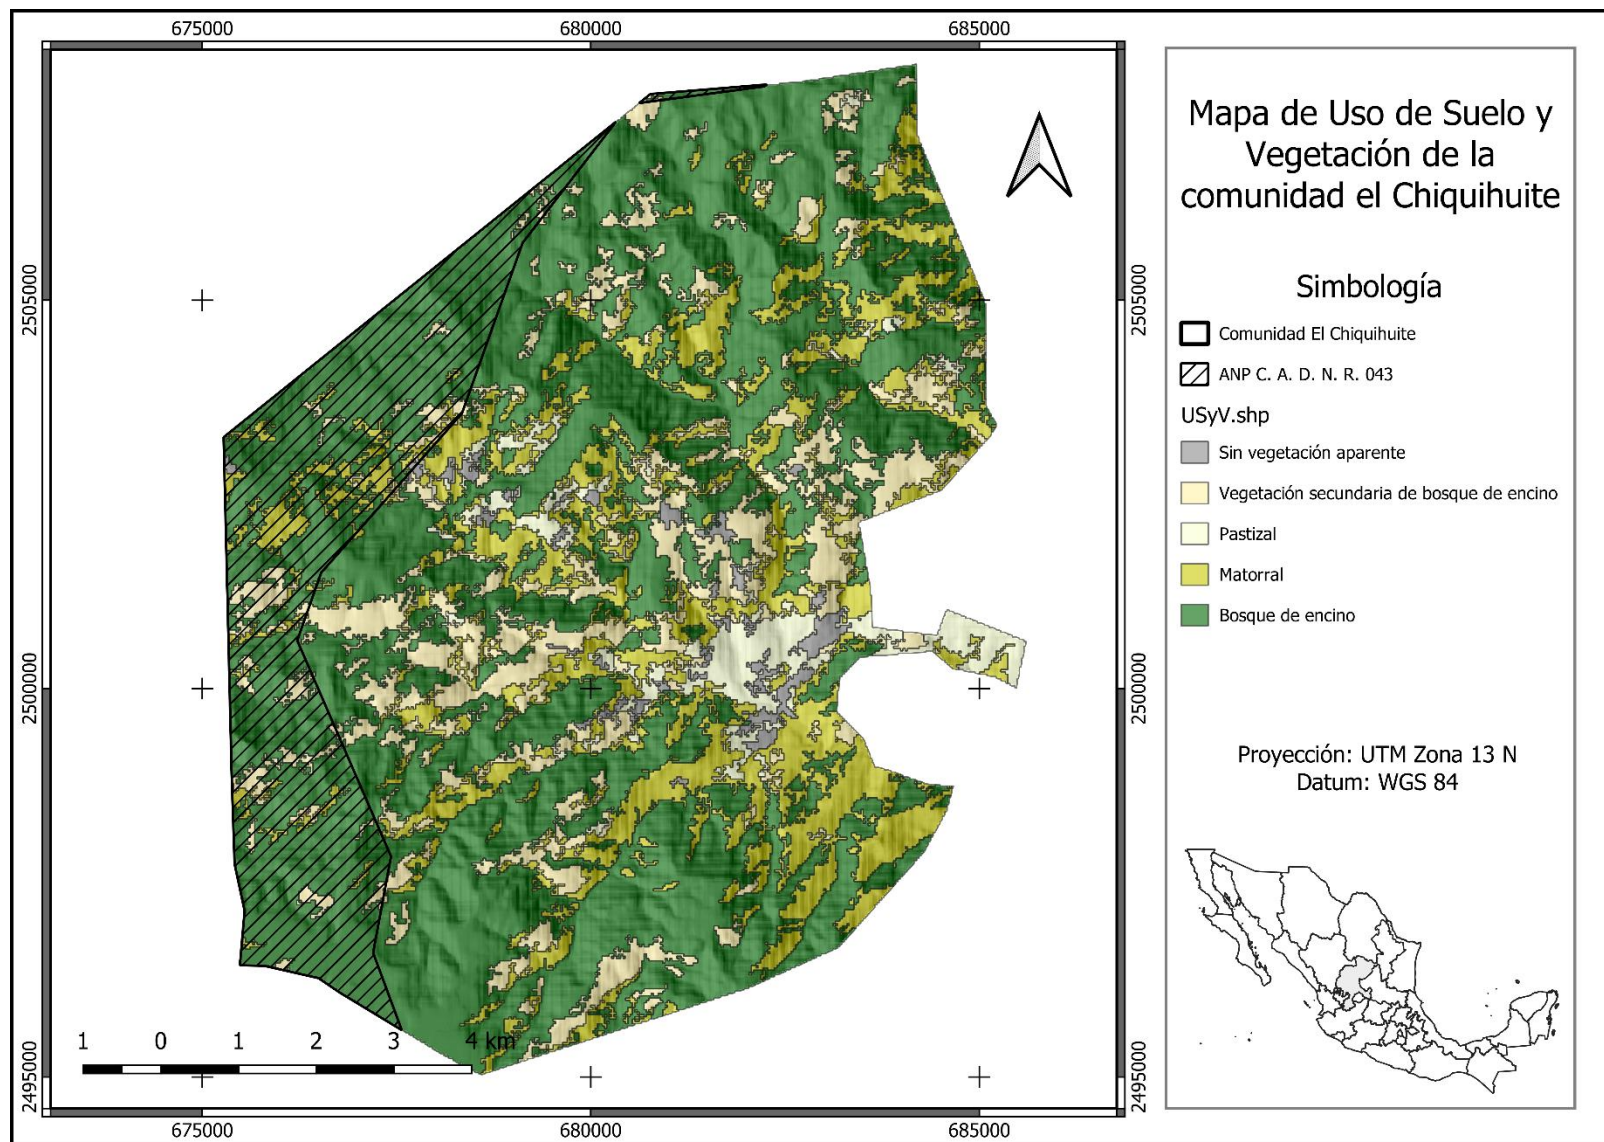 675000 680000 685000
Mapa de Uso de Suelo y
Vegetación de la
comunidad el Chiquihuite
Simbología
Comunidad El Chiquihuite
ANP C. A. D. N. R. 043
USyV.shp
Sin vegetación aparente
Vegetación secundaria de bosque de encino
Pastizal
Matorral
Bosque de encino
Proyección: UTM Zona 13 N
Datum: WGS 84
2505000
2500000
2495000
2505000
2500000
2495000
1 0 1 2 3 4 km
675000 680000 685000